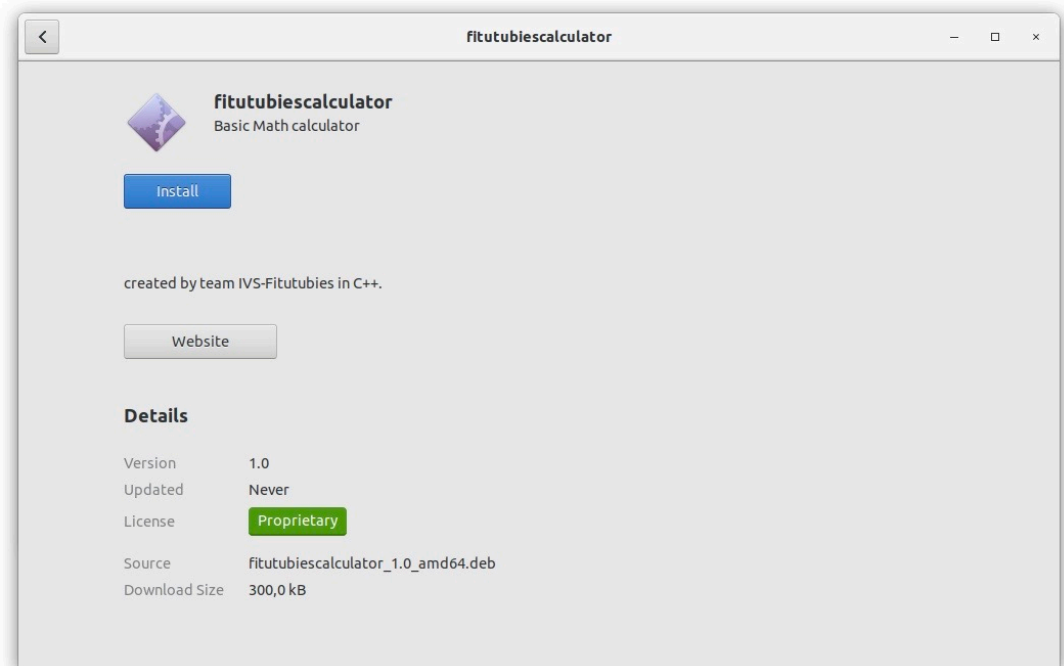 fitutubiescalculator
fitutubiescalculator
Basic Math calculator
Install
created by team IVS-Fitutubies in C++.
Website
Details
Version 1.0
Updated Never
License Proprietary
Source fitutubiescalculator_1.0_amd64.deb
Download Size 300,0 kB